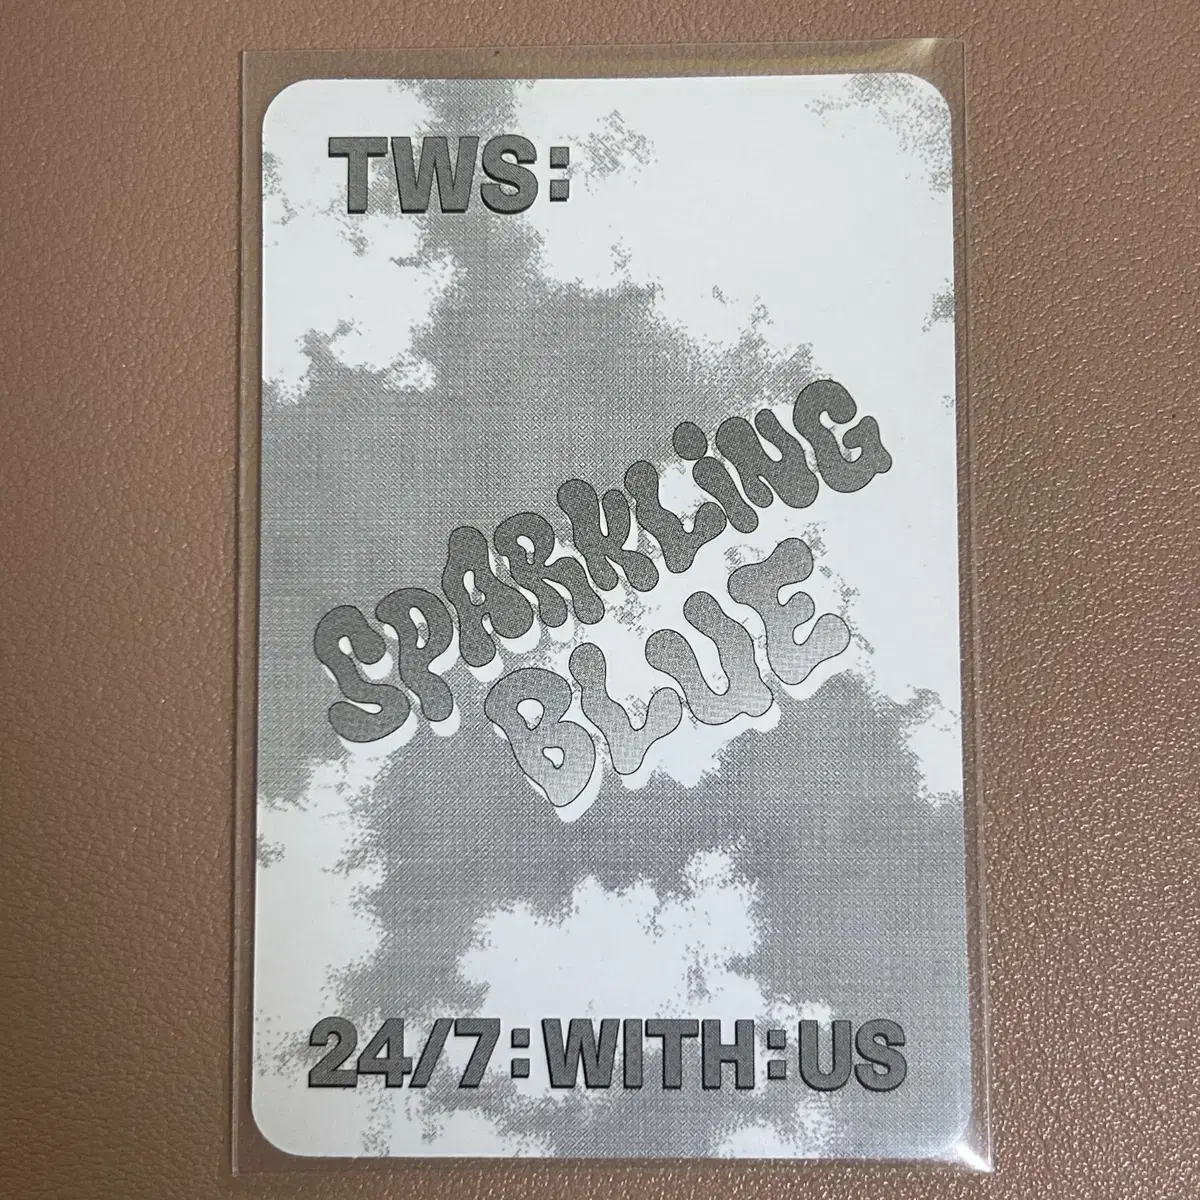 TWS:
SPARKLiNG
BLUE
24/7:WITH:US